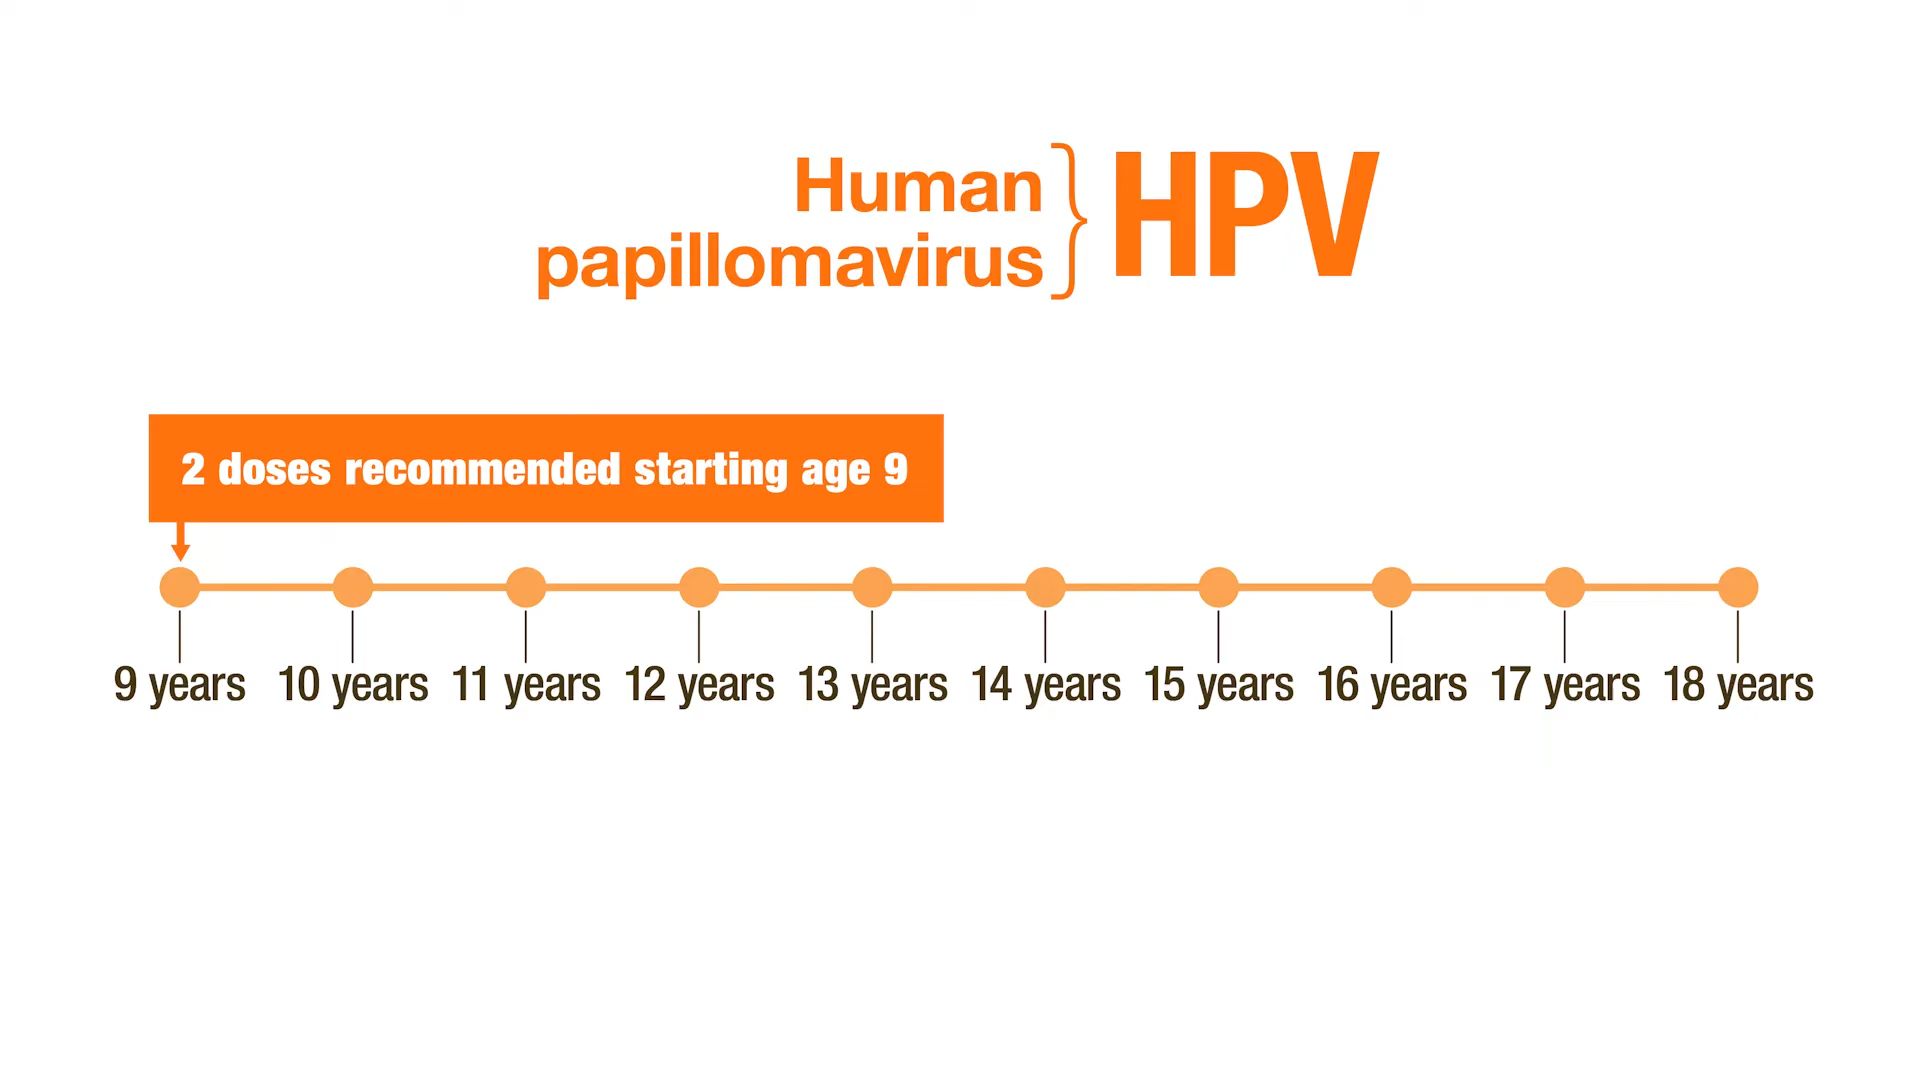 Human
papillomavirus
HPV
2 doses recommended starting age 9
9 years 10 years 11 years 12 years 13 years 14 years 15 years 16 years 17 years 18 years